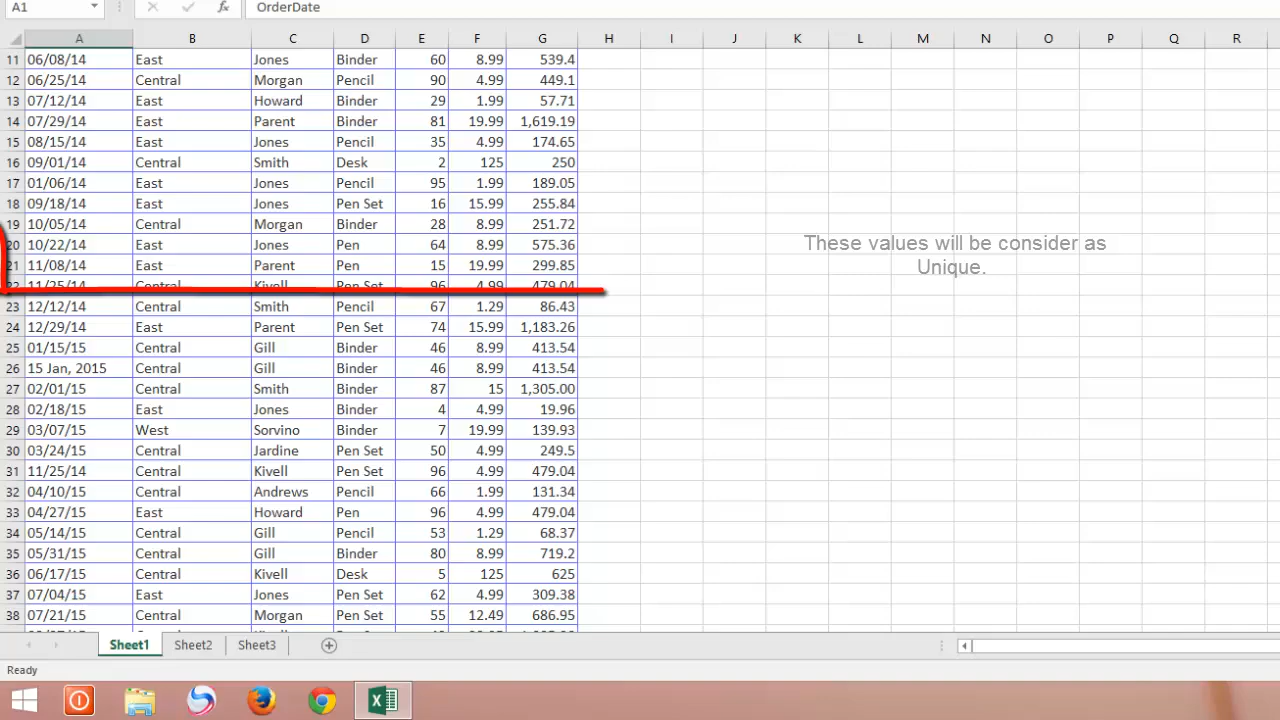 A1 OrderDate
A B C D E F G H I J K L M N O P Q R
11 06/08/14 East Jones Binder 60 8.99 539.4
12 06/25/14 Central Morgan Pencil 90 4.99 449.1
13 07/12/14 East Howard Binder 29 1.99 57.71
14 07/29/14 East Parent Binder 81 19.99 1,619.19
15 08/15/14 East Jones Pencil 35 4.99 174.65
16 09/01/14 Central Smith Desk 2 125 250
17 01/06/14 East Jones Pencil 95 1.99 189.05
18 09/18/14 East Jones Pen Set 16 15.99 255.84
19 10/05/14 Central Morgan Binder 28 8.99 251.72
20 10/22/14 East Jones Pen 64 8.99 575.36
These values will be consider as
Unique.
21 11/08/14 East Parent Pen 15 19.99 299.85
22 11/25/14 Central Kivell Pen Set 96 4.99 479.04
23 12/12/14 Central Smith Pencil 67 1.29 86.43
24 12/29/14 East Parent Pen Set 74 15.99 1,183.26
25 01/15/15 Central Gill Binder 46 8.99 413.54
26 15 Jan, 2015 Central Gill Binder 46 8.99 413.54
27 02/01/15 Central Smith Binder 87 15 1,305.00
28 02/18/15 East Jones Binder 4 4.99 19.96
29 03/07/15 West Sorvino Binder 7 19.99 139.93
30 03/24/15 Central Jardine Pen Set 50 4.99 249.5
31 11/25/14 Central Kivell Pen Set 96 4.99 479.04
32 04/10/15 Central Andrews Pencil 66 1.99 131.34
33 04/27/15 East Howard Pen 96 4.99 479.04
34 05/14/15 Central Gill Pencil 53 1.29 68.37
35 05/31/15 Central Gill Binder 80 8.99 719.2
36 06/17/15 Central Kivell Desk 5 125 625
37 07/04/15 East Jones Pen Set 62 4.99 309.38
38 07/21/15 Central Morgan Pen Set 55 12.49 686.95
Sheet1 Sheet2 Sheet3
Ready